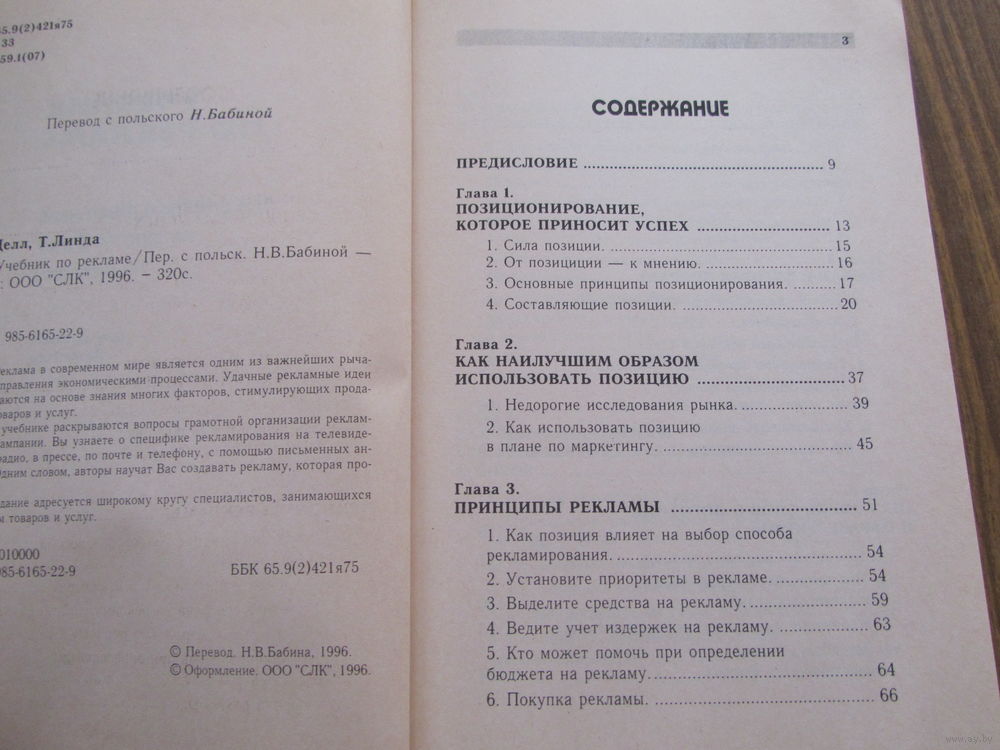 65.9(2)421я75
33
659.1(07)
Перевод с польского Н.Бабиной
Делл, Т.Линда
Учебник по рекламе/Пер. с польск. Н.В.Бабиной —
: ООО "СЛК", 1996. – 320с.
985-6165-22-9
еклама в современном мире является одним из важнейших рыча-
правления экономическими процессами. Удачные рекламные идеи
аются на основе знания многих факторов, стимулирующих прода-
оваров и услуг.
учебнике раскрываются вопросы грамотной организации реклам-
ампании. Вы узнаете о специфике рекламирования на телевиде-
радио, в прессе, по почте и телефону, с помощью письменных ан-
Одним словом, авторы научат Вас создавать рекламу, которая про-
дание адресуется широкому кругу специалистов, занимающихся
м товаров и услуг.
010000
985-6165-22-9
ББК 65.9(2)421я75
© Перевод. Н.В.Бабина, 1996.
© Оформление. ООО "СЛК", 1996.
3
СОДЕРЖАНИЕ
ПРЕДИСЛОВИЕ ........ 9
Глава 1.
ПОЗИЦИОНИРОВАНИЕ,
КОТОРОЕ ПРИНОСИТ УСПЕХ ........ 13
1. Сила позиции. ........ 15
2. От позициции — к мнению. ........ 16
3. Основные принципы позиционирования. ........ 17
4. Составляющие позиции. ........ 20
Глава 2.
КАК НАИЛУЧШИМ ОБРАЗОМ
ИСПОЛЬЗОВАТЬ ПОЗИЦИЮ ........ 37
1. Недорогие исследования рынка. ........ 39
2. Как использовать позицию
в плане по маркетингу. ........ 45
Глава 3.
ПРИНЦИПЫ РЕКЛАМЫ ........ 51
1. Как позиция влияет на выбор способа
рекламирования. ........ 54
2. Установите приоритеты в рекламе. ........ 54
3. Выделите средства на рекламу. ........ 59
4. Ведите учет издержек на рекламу. ........ 63
5. Кто может помочь при определении
бюджета на рекламу. ........ 64
6. Покупка рекламы. ........ 66
www.ay.by